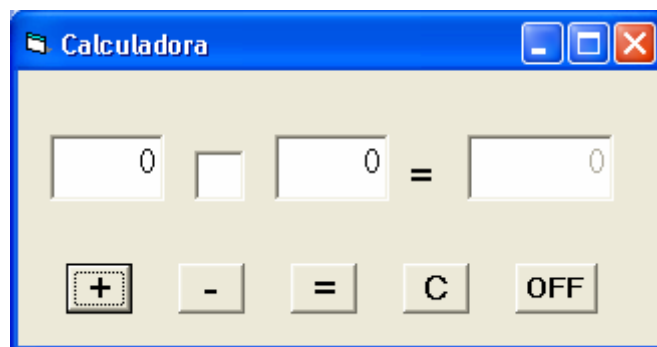 Calculadora
0 0 = 0
+ - = C OFF